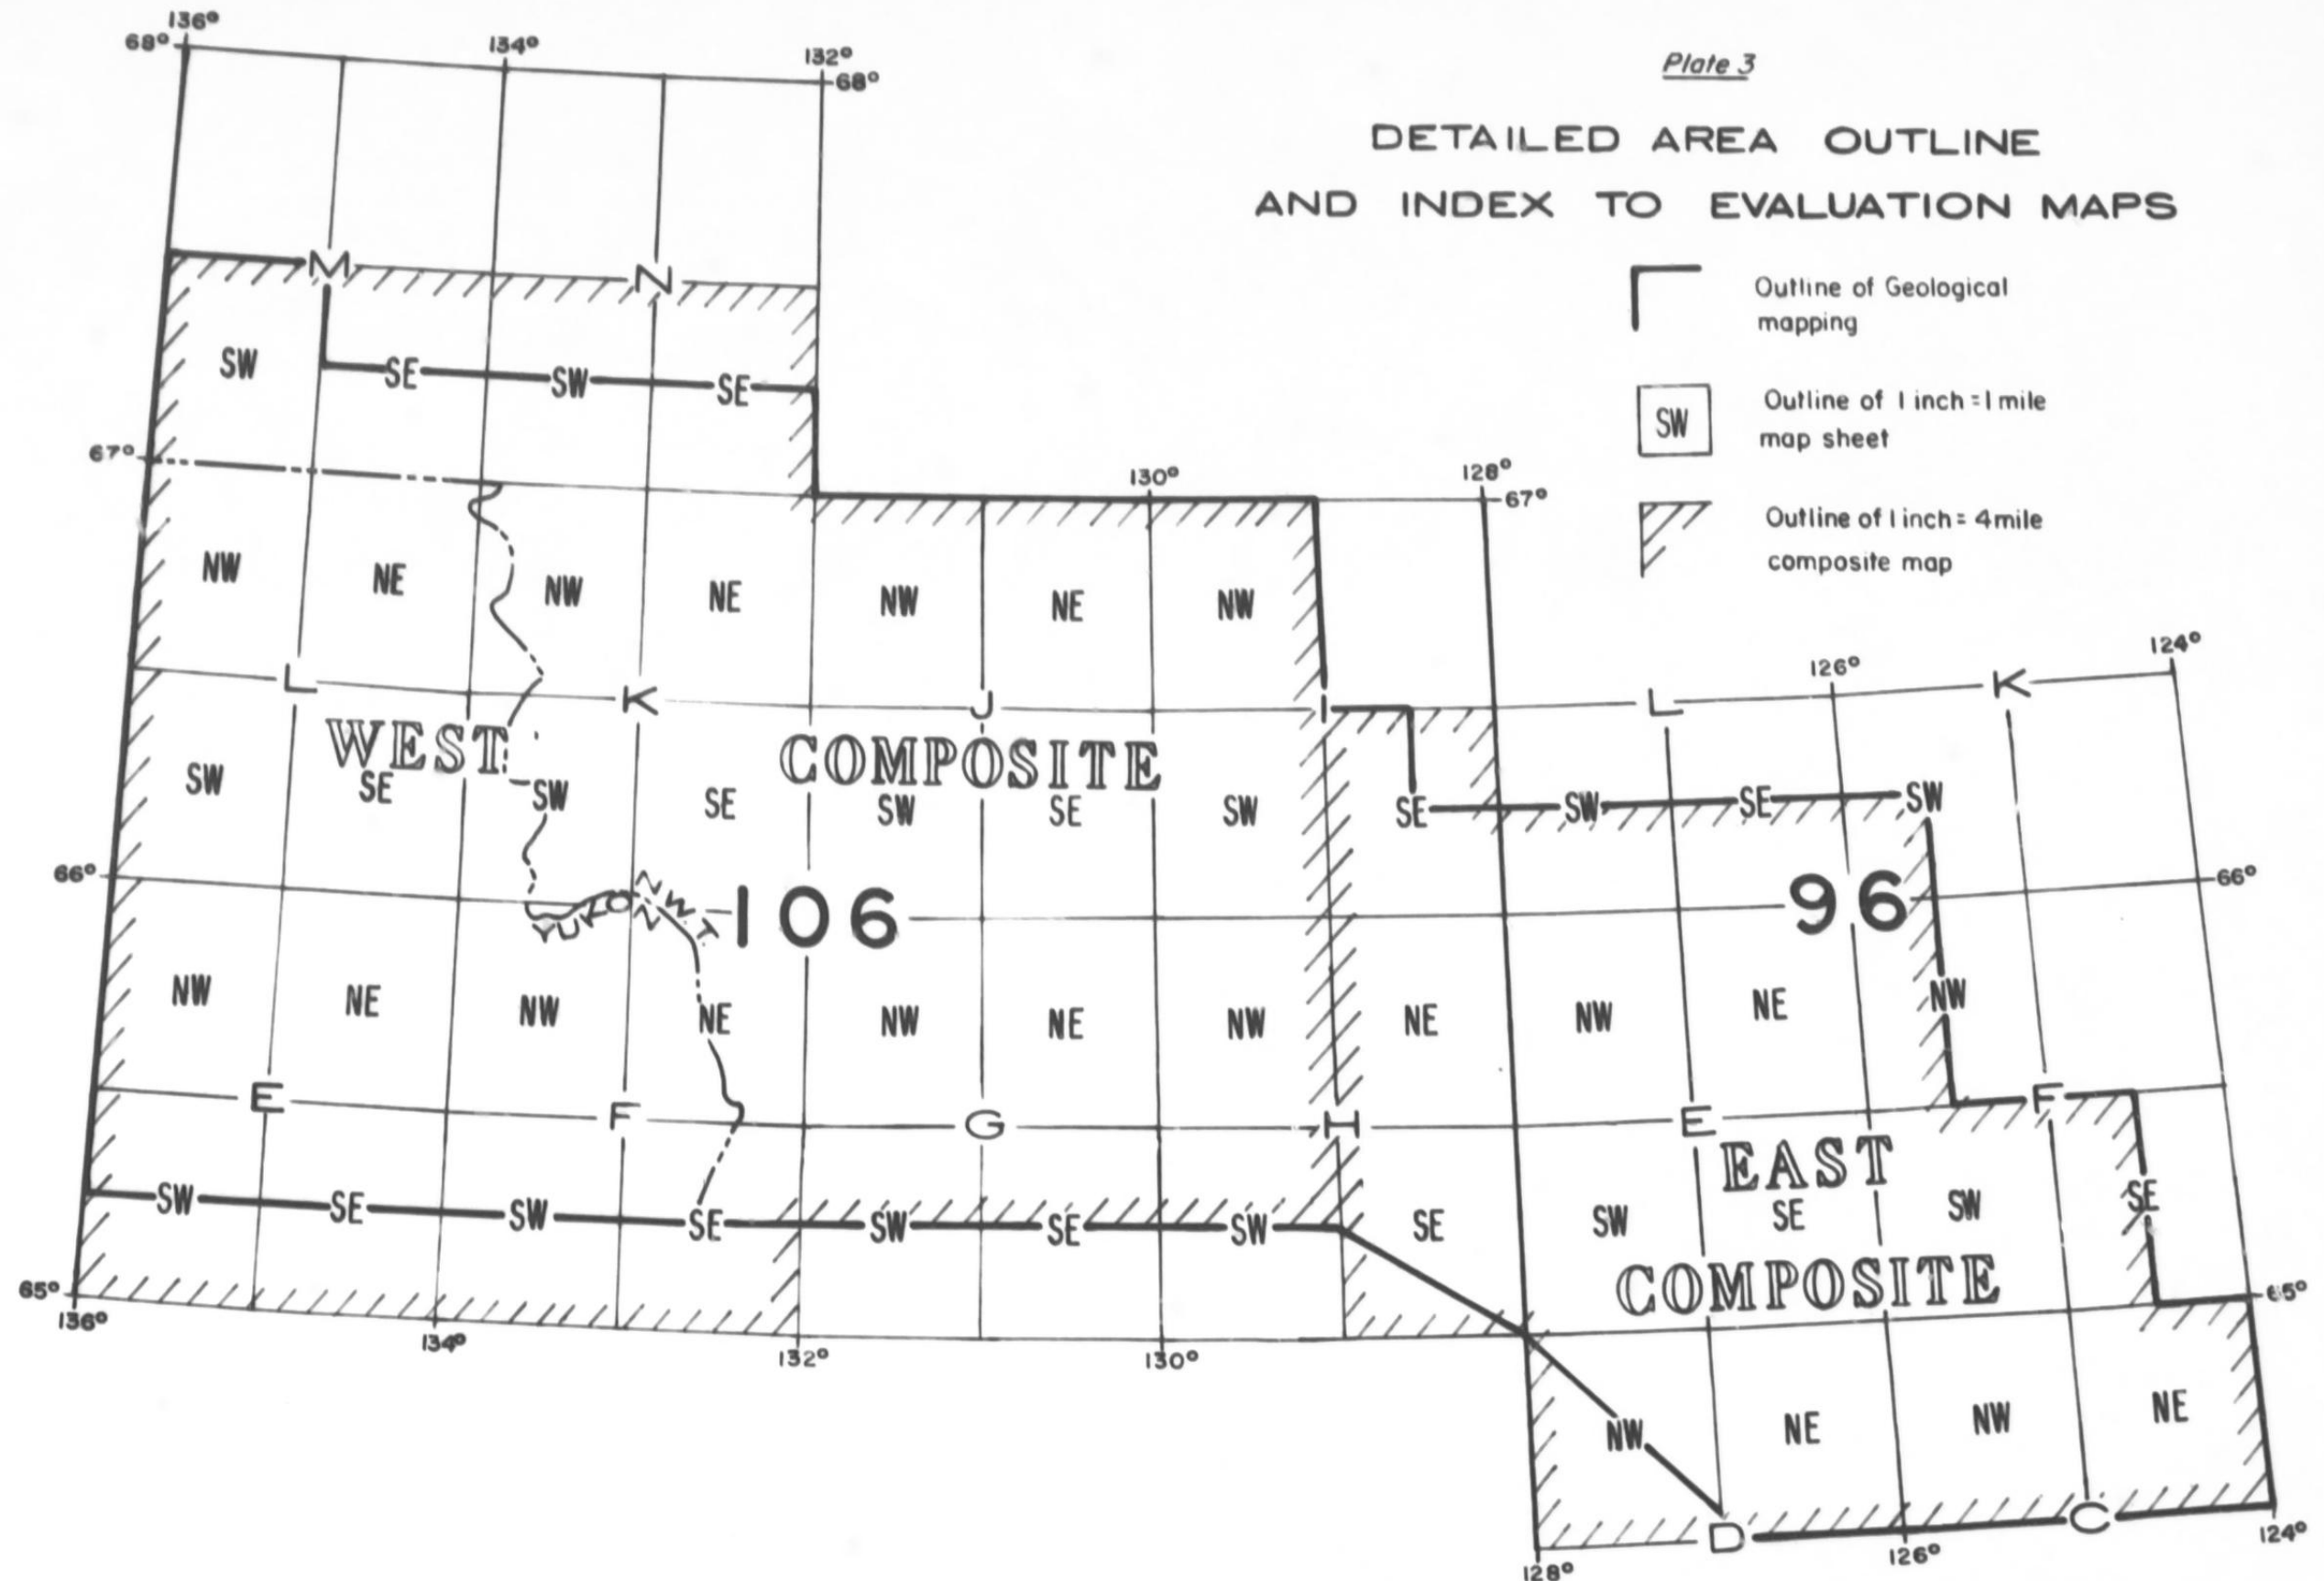 136°
68°
134°
132°
68°
Plate 3
DETAILED AREA OUTLINE
AND INDEX TO EVALUATION MAPS
Outline of Geological
mapping
SW
Outline of 1 inch = 1 mile
map sheet
Outline of 1 inch = 4 mile
composite map
M
N
SW
SE
SW
SE
67°
130°
128°
67°
NW
NE
NW
NE
NW
NE
NW
124°
126°
L
K
J
I
L
K
WEST COMPOSITE
SW
SE
SW
SE
SW
SE
SW
SE
SW
SE
SW
66°
106
96
66°
YUKON
N.W.T
NW
NE
NW
NE
NW
NE
NW
NE
NW
NE
NW
E
F
G
H
E
F
EAST
COMPOSITE
SW
SE
SW
SE
SW
SE
SW
SE
SW
SE
SW
SE
65°
136°
134°
132°
130°
65°
NW
NE
NW
NE
D
C
128°
126°
124°